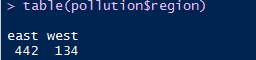 > table(pollution$region)
east west
442 134